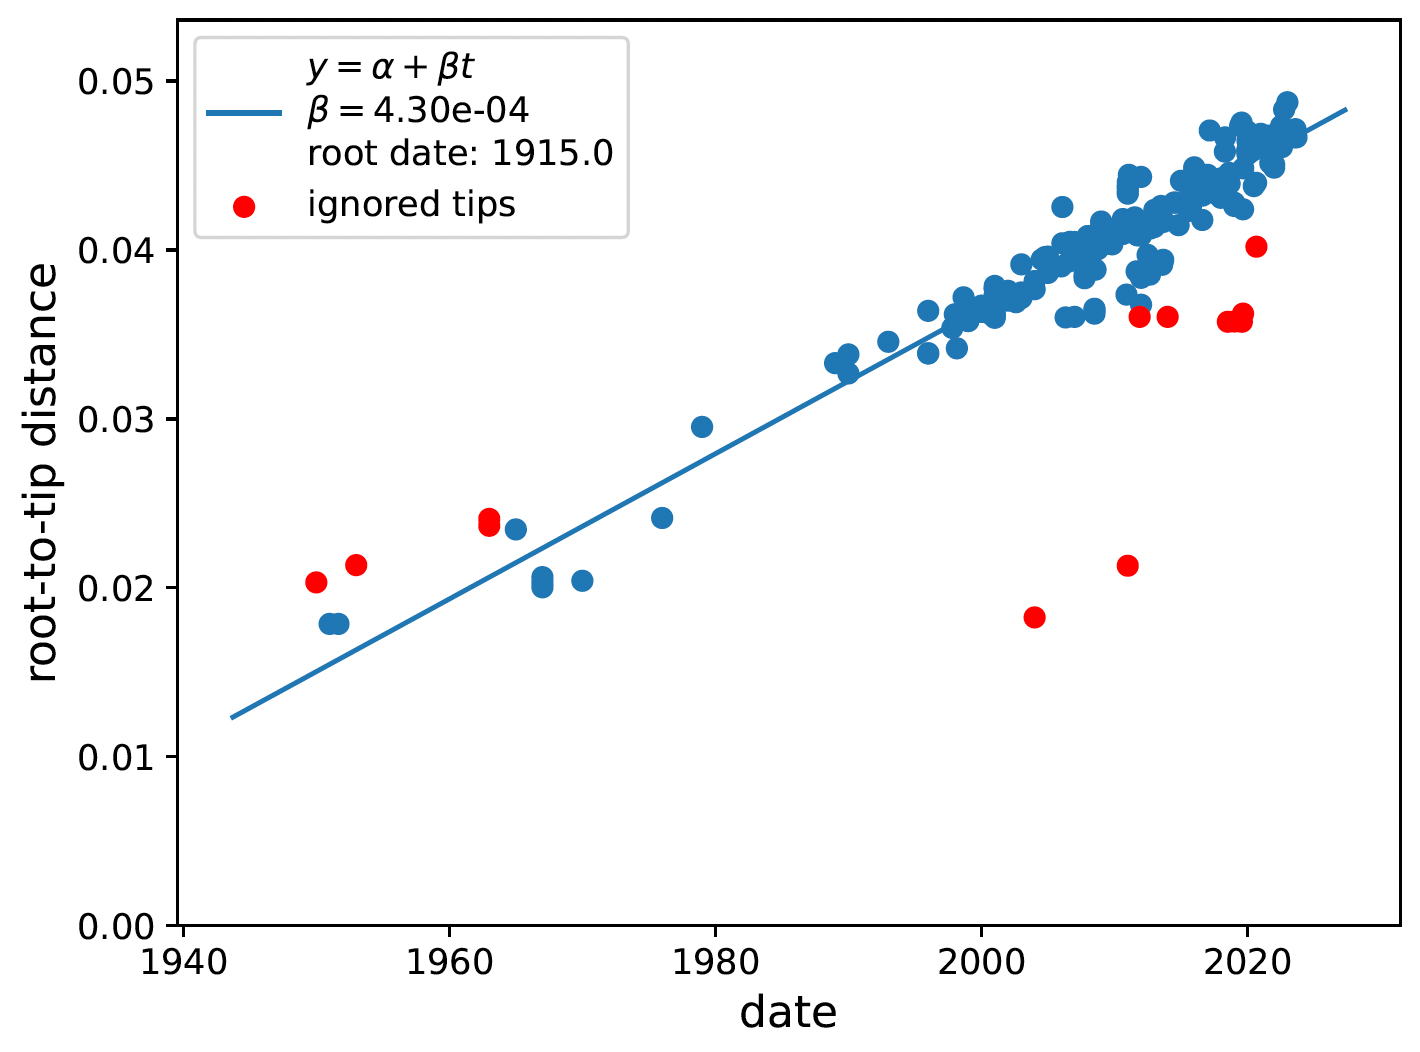 y = α + βt
β = 4.30e-04
root date: 1915.0
ignored tips
0.05
0.04
0.03
0.02
0.01
0.00
root-to-tip distance
1940 1960 1980 2000 2020
date